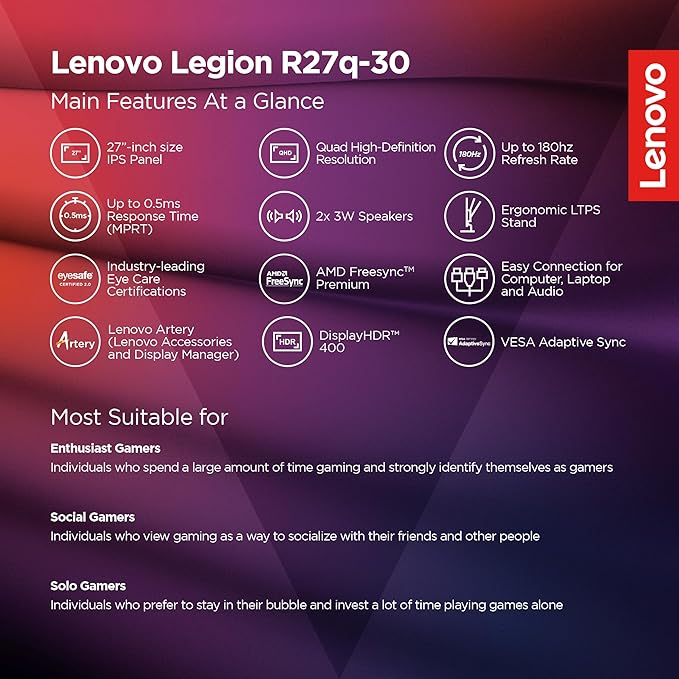 Lenovo Legion R27q-30
Main Features At a Glance
Lenovo
27"
27"-inch size
IPS Panel
QHD
Quad High-Definition
Resolution
180Hz
Up to 180hz
Refresh Rate
0.5ms
Up to 0.5ms
Response Time
(MPRT)
2x 3W Speakers
Ergonomic LTPS
Stand
eyesafe
CERTIFIED 2.0
Industry-leading
Eye Care
Certifications
AMD
FreeSync
AMD Freesync™
Premium
Easy Connection for
Computer, Laptop
and Audio
Artery
Lenovo Artery
(Lenovo Accessories
and Display Manager)
HDR
DisplayHDR™
400
AdaptiveSync
VESA Adaptive Sync
Most Suitable for
Enthusiast Gamers
Individuals who spend a large amount of time gaming and strongly identify themselves as gamers
Social Gamers
Individuals who view gaming as a way to socialize with their friends and other people
Solo Gamers
Individuals who prefer to stay in their bubble and invest a lot of time playing games alone